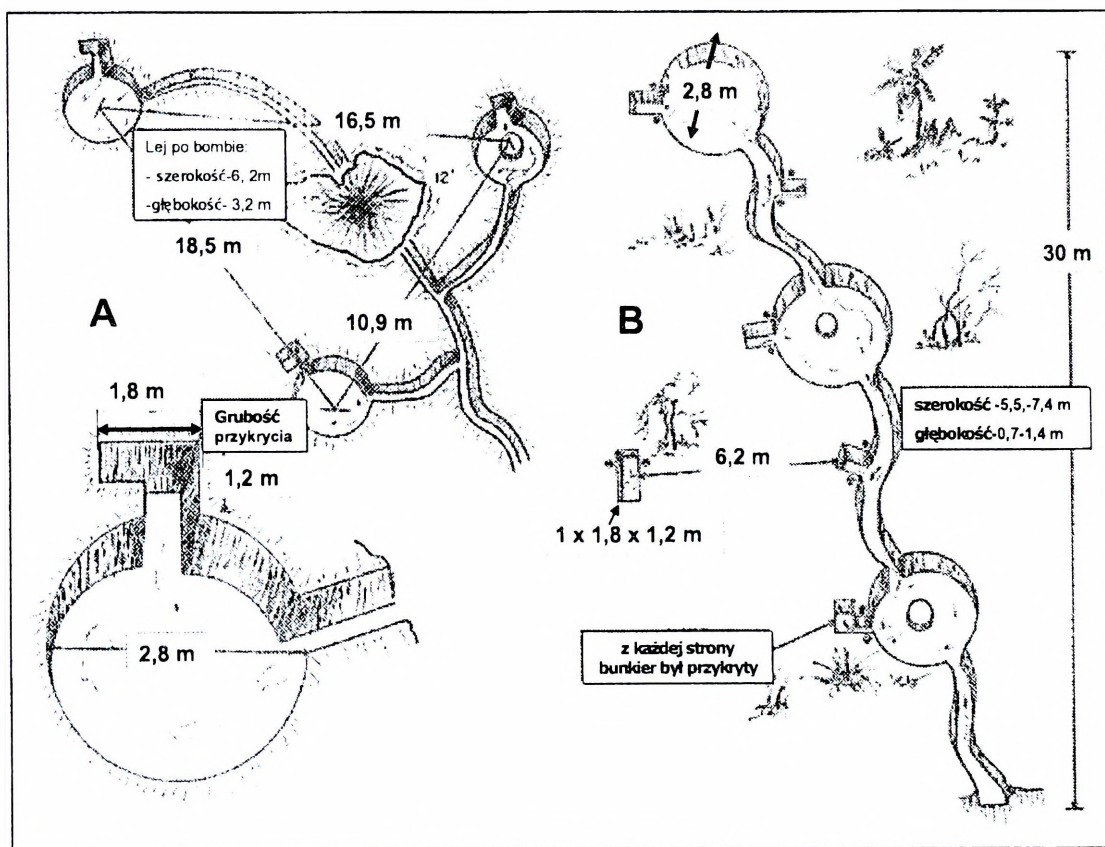 Lej po bombie:
- szerokość-6, 2m
-głębokość- 3,2 m
16,5 m
12'
18,5 m
A
10,9 m
1,8 m
Grubość
przykrycia
1,2 m
2,8 m
2,8 m
30 m
B
szerokość -5,5,-7,4 m
głębokość-0,7-1,4 m
6,2 m
1 x 1,8 x 1,2 m
z każdej strony
bunkier był przykryty